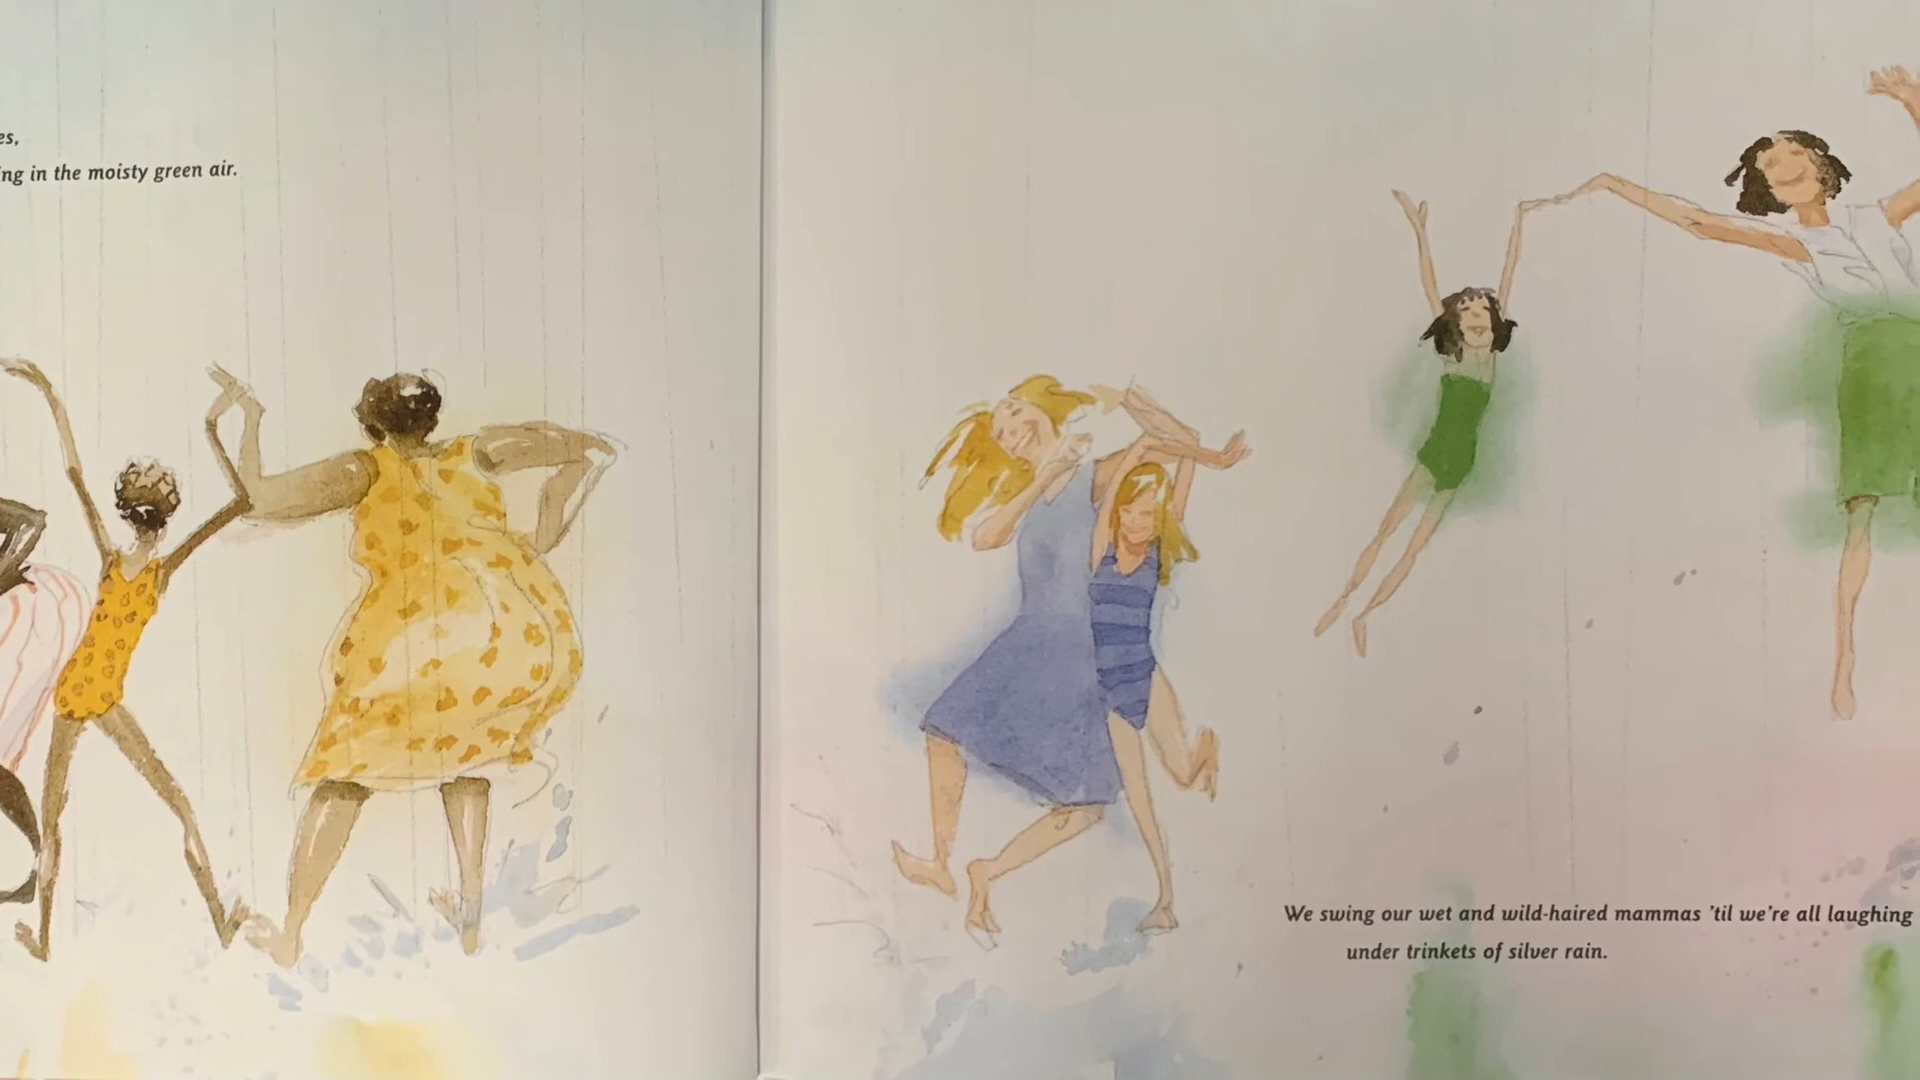 es,
ng in the moisty green air.
We swing our wet and wild-haired mammas 'til we're all laughing
under trinkets of silver rain.